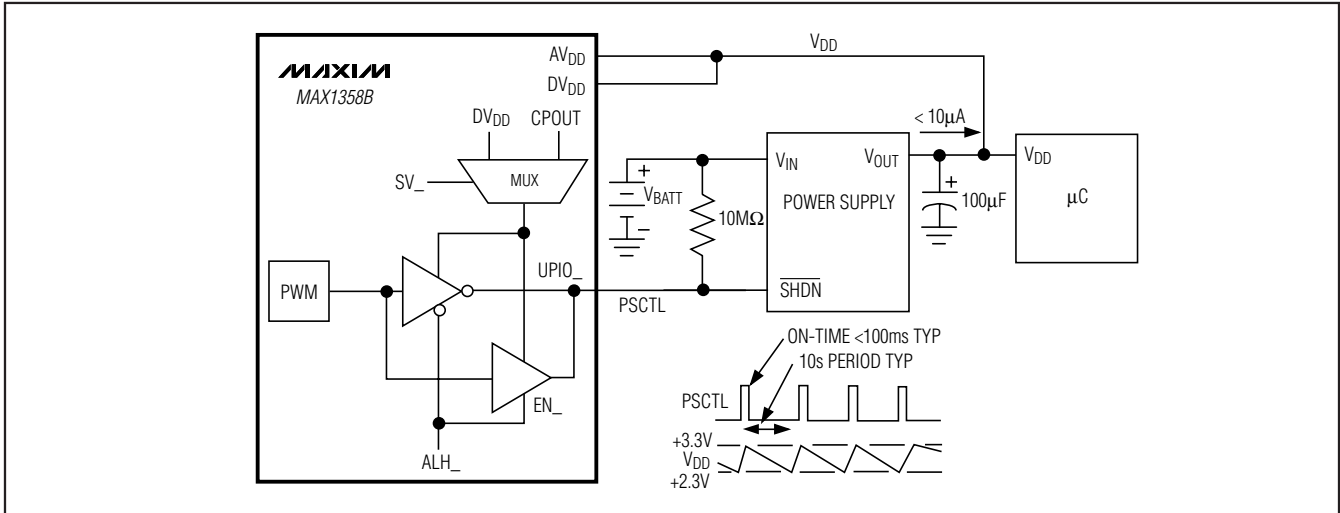 MAXIM
MAX1358B
AVDD
DVDD
VDD
DVDD CPOUT
SV_
MUX
PWM
UPIO_
PSCTL
EN_
ALH_
+
VBATT
−
10MΩ
VIN
VOUT
POWER SUPPLY
SHDN
< 10μA
+
100μF
VDD
μC
ON-TIME <100ms TYP
10s PERIOD TYP
PSCTL
+3.3V
VDD
+2.3V